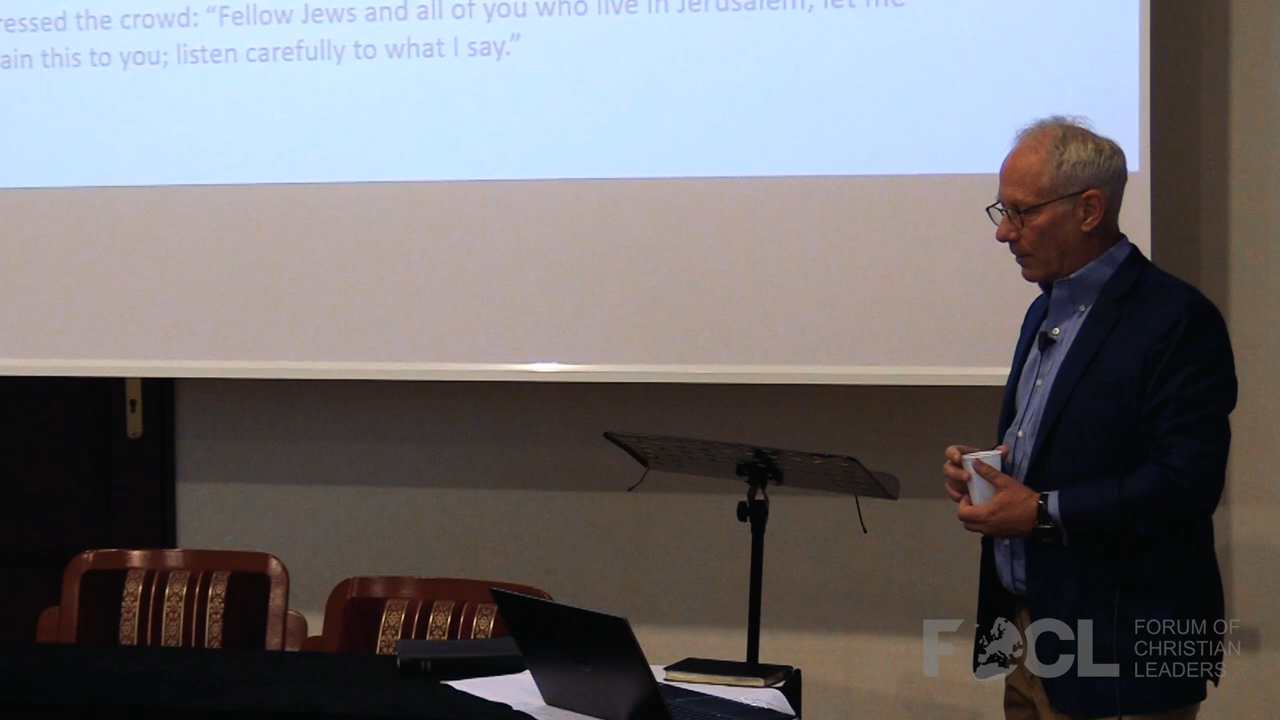 ressed the crowd: “Fellow Jews and all of you who live in Jerusalem, let me
ain this to you; listen carefully to what I say.”
FOCL
FORUM OF
CHRISTIAN
LEADERS